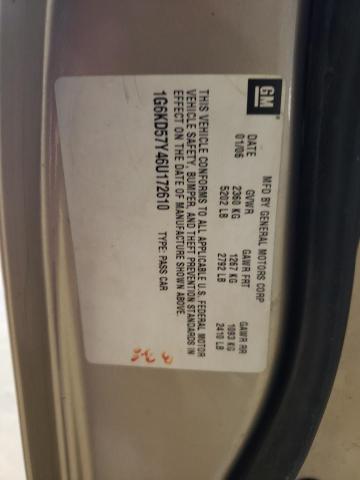 GM
MFD BY GENERAL MOTORS CORP
DATE GVWR GAWR FRT GAWR RR
01/06 2360 KG 1267 KG 1093 KG
5202 LB 2792 LB 2410 LB
THIS VEHICLE CONFORMS TO ALL APPLICABLE U.S. FEDERAL MOTOR
VEHICLE SAFETY, BUMPER, AND THEFT PREVENTION STANDARDS IN
EFFECT ON THE DATE OF MANUFACTURE SHOWN ABOVE.
1G6KD57Y46U172610 TYPE: PASS CAR